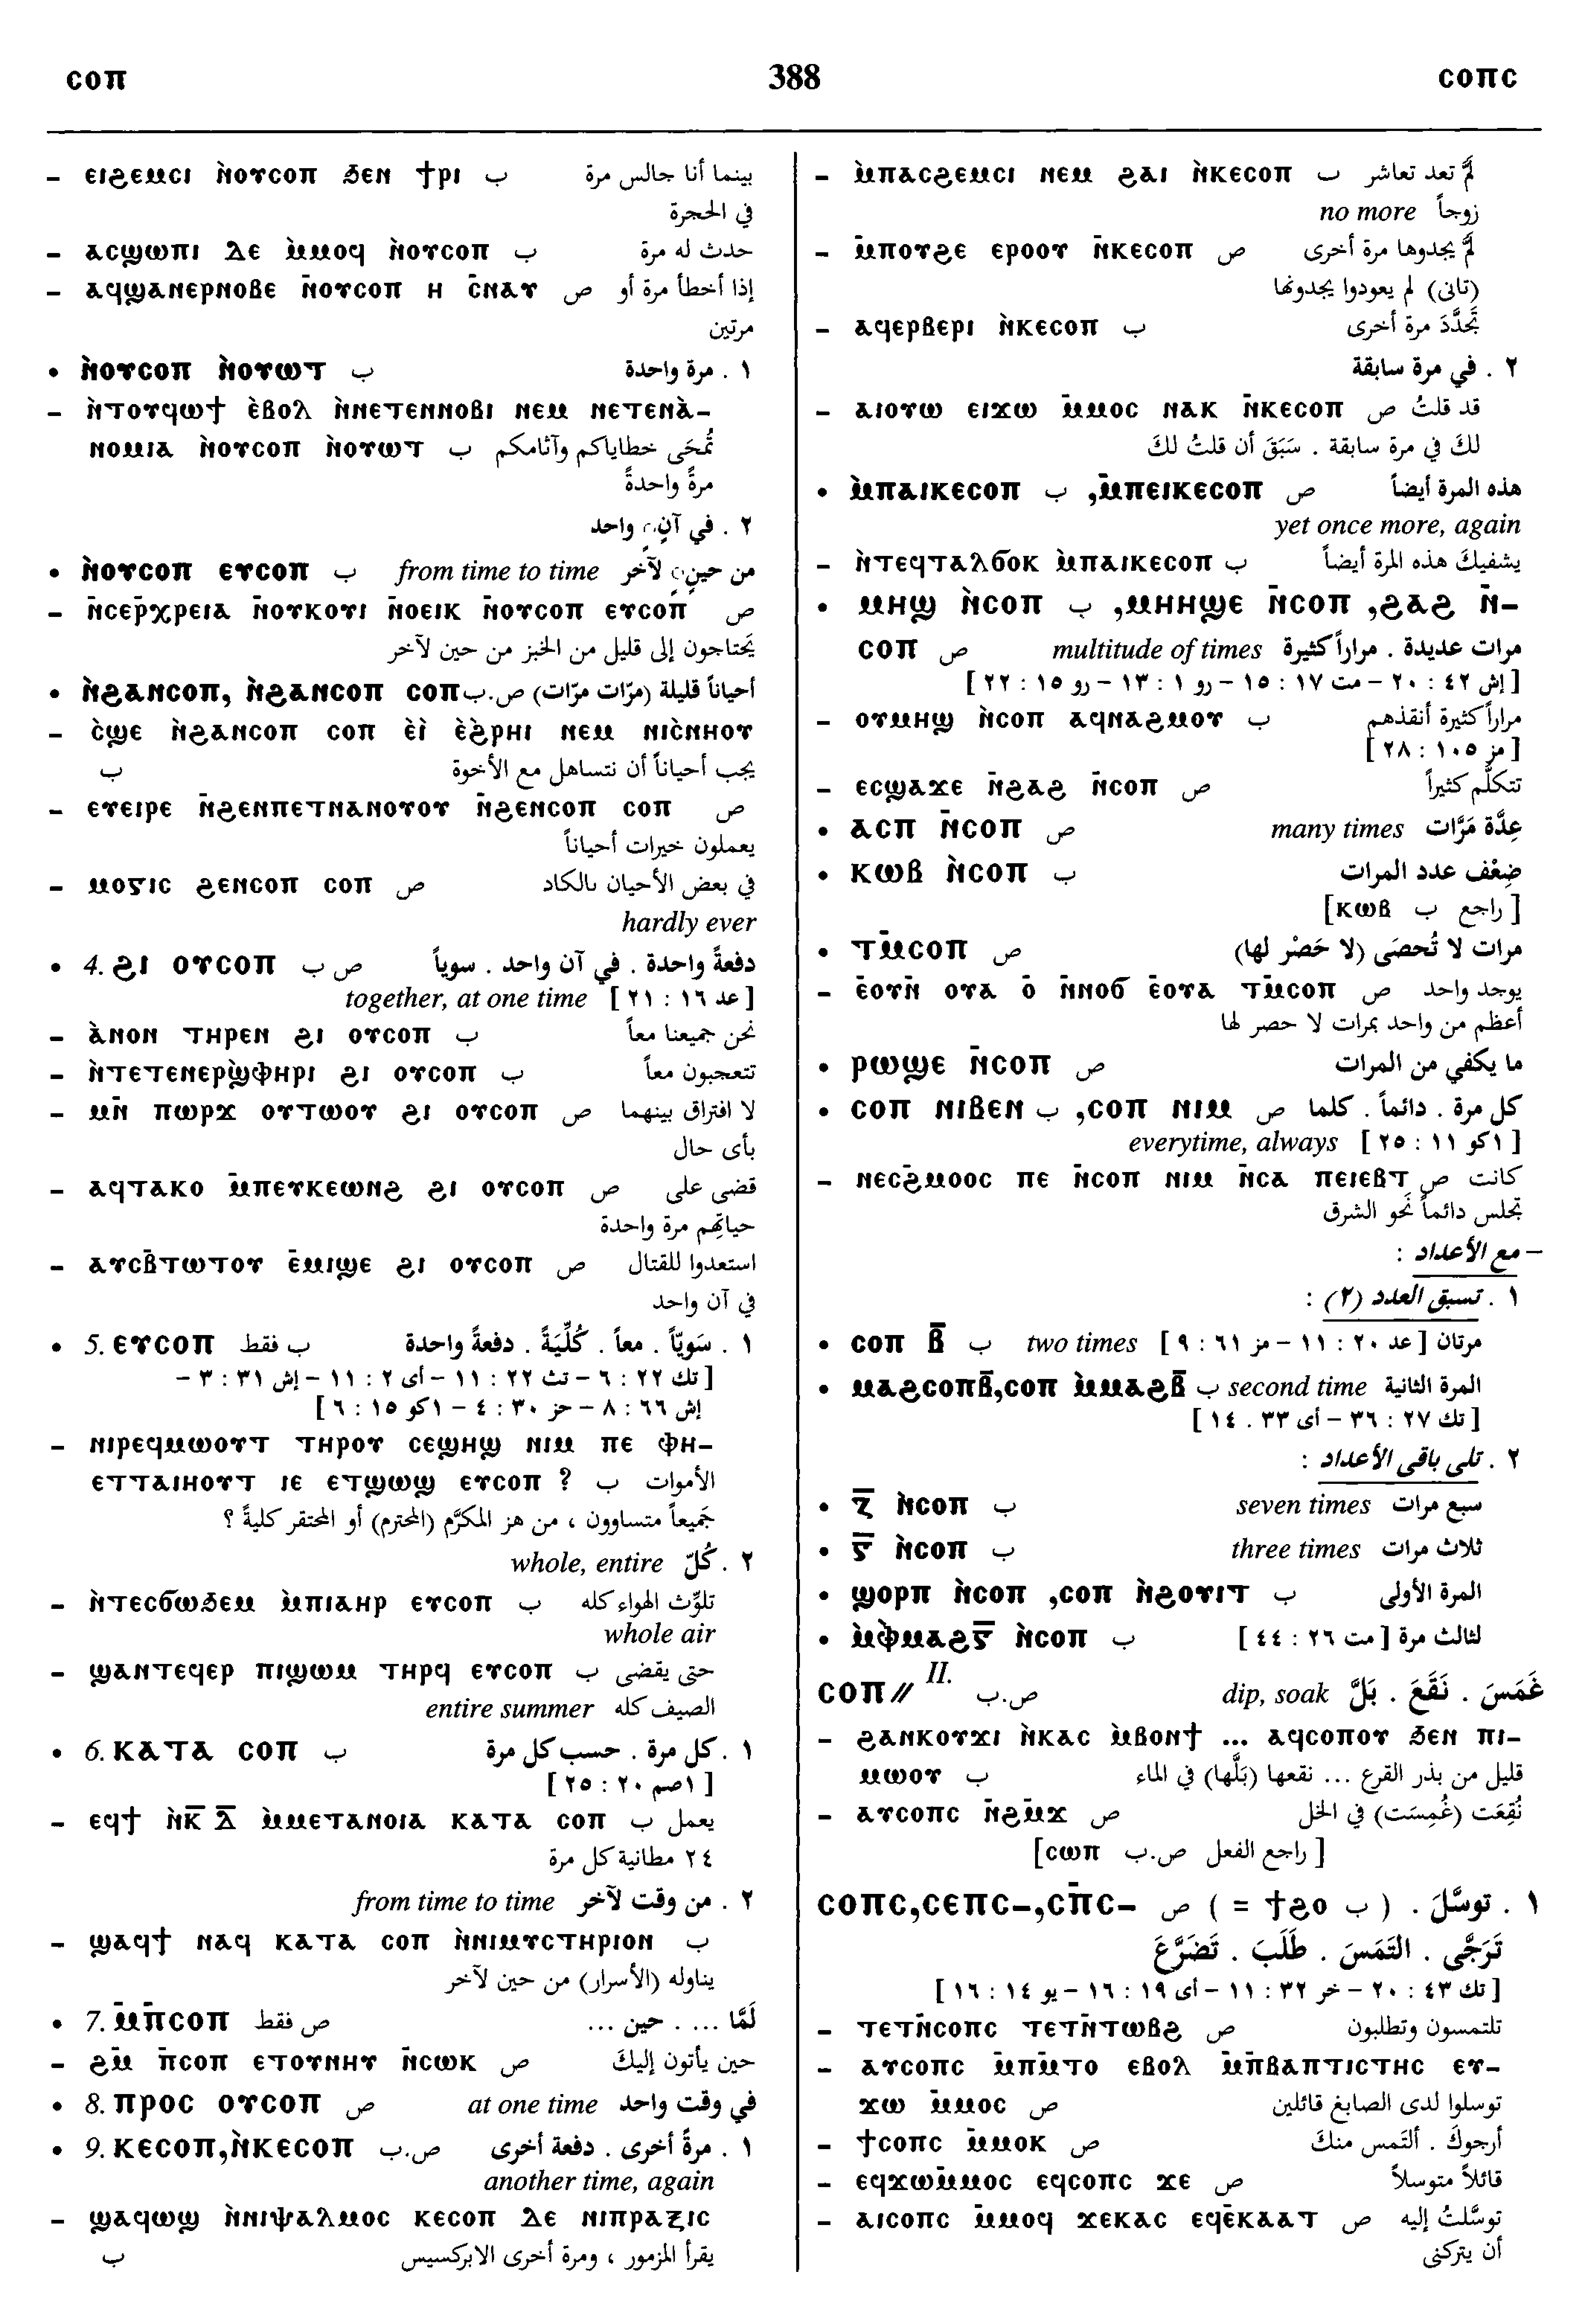 ⲥⲟⲡ 388 ⲥⲟⲡⲥ
– ⲉⲓϩⲉⲙⲥⲓ ⲛ̀ⲟⲩⲥⲟⲡ ϧⲉⲛ ϯⲣⲓ ب بينما أنا جالس مرة
في الحجرة
– ⲁⲥϣⲱⲡⲓ ⲇⲉ ⲙ̀ⲙⲟϥ ⲛ̀ⲟⲩⲥⲟⲡ ب حدث له مرة
– ⲁϥϣⲁⲛⲉⲣⲛⲟⲃⲉ ⲛ̄ⲟⲩⲥⲟⲡ ⲏ ⲥ̄ⲛⲁⲩ ص إذا أخطأ مرة أو
مرتين
• ⲛ̀ⲟⲩⲥⲟⲡ ⲛ̀ⲟⲩⲱⲧ ب ١ . مرة واحدة
– ⲛ̀ⲧⲟⲩϥⲱϯ ⲉ̀ⲃⲟⲗ ⲛ̀ⲛⲉⲧⲉⲛⲛⲟⲃⲓ ⲛⲉⲙ ⲛⲉⲧⲉⲛⲁ̀-
ⲛⲟⲙⲓⲁ ⲛ̀ⲟⲩⲥⲟⲡ ⲛ̀ⲟⲩⲱⲧ ب تُمحَى خطاياكم وآثامكم
مرةً واحدةً
٢ . في آنٍ واحد
• ⲛ̀ⲟⲩⲥⲟⲡ ⲉⲩⲥⲟⲡ ب from time to time من حينٍ لآخر
– ⲛ̄ⲥⲉⲣ̄ⲭⲣⲉⲓⲁ ⲛ̄ⲟⲩⲕⲟⲩⲓ ⲛ̄ⲟⲉⲓⲕ ⲛ̄ⲟⲩⲥⲟⲡ ⲉⲩⲥⲟⲡ ص
يَحتاجون إلى قليل من الخبز من حين لآخر
• ⲛ̀ϩⲁⲛⲥⲟⲡ, ⲛ̀ϩⲁⲛⲥⲟⲡ ⲥⲟⲡ ص.ب أحياناً قليلة (مرّات مرّات)
– ⲥ̀ϣⲉ ⲛ̀ϩⲁⲛⲥⲟⲡ ⲥⲟⲡ ⲉ̀ⲓ̀ ⲉ̀ϩ̀ⲣⲏⲓ ⲛⲉⲙ ⲛⲓⲥ̀ⲛⲏⲟⲩ
ب يجب أحياناً أن نتساهل مع الأخوة
– ⲉⲩⲉⲓⲣⲉ ⲛ̄ϩⲉⲛⲡⲉⲧⲛⲁⲛⲟⲩⲟⲩ ⲛ̄ϩⲉⲛⲥⲟⲡ ⲥⲟⲡ ص
يعملون خيرات أحياناً
– ⲙⲟⲅⲓⲥ ϩⲉⲛⲥⲟⲡ ⲥⲟⲡ ص في بعض الأحيان بالكاد
hardly ever
• 4. ϩⲓ ⲟⲩⲥⲟⲡ ص ب دفعةً واحدة . في آن واحد . سوياً
together, at one time [ عد ١٦ : ٢١ ]
– ⲁ̀ⲛⲟⲛ ⲧⲏⲣⲉⲛ ϩⲓ ⲟⲩⲥⲟⲡ ب نحن جميعنا معاً
– ⲛ̀ⲧⲉⲧⲉⲛⲉⲣϣ̀ⲫⲏⲣⲓ ϩⲓ ⲟⲩⲥⲟⲡ ب تتعجبون معاً
– ⲙⲛ̄ ⲡⲱⲣϫ ⲟⲩⲧⲱⲟⲩ ϩⲓ ⲟⲩⲥⲟⲡ ص لا افتراق بينهما
بأى حال
– ⲁϥⲧⲁⲕⲟ ⲙ̄ⲡⲉⲩⲕⲉⲱⲛϩ ϩⲓ ⲟⲩⲥⲟⲡ ص قضى على
حياتهم مرة واحدة
– ⲁⲩⲥⲃ̄ⲧⲱⲧⲟⲩ ⲉ̄ⲙⲓϣⲉ ϩⲓ ⲟⲩⲥⲟⲡ ص استعدوا للقتال
في آن واحد
• 5. ⲉⲩⲥⲟⲡ ب فقط ١ . سَويّاً . معاً . كُلِّيَةً . دفعةً واحدة
[ تك ٢٢ : ٦ – تث ٢٢ : ١١ – أى ٢ : ١١ – إش ٣١ : ٣ –
إش ٦٦ : ٨ – حز ٣٠ : ٤ – ١كو ١٥ : ٦ ]
– ⲛⲓⲣⲉϥⲙⲱⲟⲩⲧ ⲧⲏⲣⲟⲩ ⲥⲉϣⲏϣ ⲛⲓⲙ ⲡⲉ ⲫⲏ-
ⲉⲧⲧⲁⲓⲏⲟⲩⲧ ⲓⲉ ⲉⲧϣⲱϣ ⲉⲩⲥⲟⲡ ? ب الأموات
جَميعاً متساوون ، من هز المكرَّم (المحترم) أو المحتقر كليةً ؟
٢ . كُلّ whole, entire
– ⲛ̀ⲧⲉⲥϭⲱϧⲉⲙ ⲙ̀ⲡⲓⲁⲏⲣ ⲉⲩⲥⲟⲡ ب تلوِّث الهواء كله
whole air
– ϣⲁⲛⲧⲉϥⲉⲣ ⲡⲓϣⲱⲙ ⲧⲏⲣϥ ⲉⲩⲥⲟⲡ ب حتى يقضى
الصيف كله entire summer
• 6. ⲕⲁⲧⲁ ⲥⲟⲡ ب ١ . كل مرة . حسب كل مرة
[ ١صم ٢٠ : ٢٥ ]
– ⲉϥϯ ⲛ̀ⲕ̅ ⲇ̅ ⲙ̀ⲙⲉⲧⲁⲛⲟⲓⲁ ⲕⲁⲧⲁ ⲥⲟⲡ ب يعمل
٢٤ مطانية كل مرة
٢ . من وقت لآخر from time to time
– ϣⲁϥϯ ⲛⲁϥ ⲕⲁⲧⲁ ⲥⲟⲡ ⲛ̀ⲛⲓⲙⲩⲥⲧⲏⲣⲓⲟⲛ ب
يناوله (الأسرار) من حين لآخر
• 7. ⲙ̄ⲡ̄ⲥⲟⲡ ص فقط لَمَّا ... . حين ...
– ϩⲙ̄ ⲡ̄ⲥⲟⲡ ⲉⲧⲟⲩⲛⲏⲩ ⲛ̄ⲥⲱⲕ ص حين يأتون إليكَ
• 8. ⲡⲣⲟⲥ ⲟⲩⲥⲟⲡ ص at one time في وقت واحد
• 9. ⲕⲉⲥⲟⲡ,ⲛ̀ⲕⲉⲥⲟⲡ ص.ب ١ . مرةً أخرى . دفعة أخرى
another time, again
– ϣⲁϥⲱϣ ⲛ̀ⲛⲓⲯⲁⲗⲙⲟⲥ ⲕⲉⲥⲟⲡ ⲇⲉ ⲛⲓⲡⲣⲁⲝⲓⲥ
ب يقرأ المزمور ، ومرة أخرى الابركسيس
– ⲙ̀ⲡⲁⲥϩⲉⲙⲥⲓ ⲛⲉⲙ ϩⲁⲓ ⲛ̀ⲕⲉⲥⲟⲡ ب لَمْ تعد تعاشر
زوجاً no more
– ⲙ̄ⲡⲟⲩϩⲉ ⲉⲣⲟⲟⲩ ⲛ̄ⲕⲉⲥⲟⲡ ص لَمْ يجدوها مرة أخرى
(تانى) لم يعودوا يجدونها
– ⲁϥⲉⲣⲃⲉⲣⲓ ⲛ̀ⲕⲉⲥⲟⲡ ب تَجدَّدَ مرة أخرى
٢ . في مرة سابقة
– ⲁⲓⲟⲩⲱ ⲉⲓϫⲱ ⲙ̄ⲙⲟⲥ ⲛⲁⲕ ⲛ̄ⲕⲉⲥⲟⲡ ص قد قلتُ
لكَ في مرة سابقة . سَبَقَ أن قلتُ لكَ
• ⲙ̀ⲡⲁⲓⲕⲉⲥⲟⲡ ب ,ⲙ̄ⲡⲉⲓⲕⲉⲥⲟⲡ ص هذه المرة أيضاً
yet once more, again
– ⲛ̀ⲧⲉϥⲧⲁⲗϭⲟⲕ ⲙ̀ⲡⲁⲓⲕⲉⲥⲟⲡ ب يشفيكَ هذه المرة أيضاً
• ⲙⲏϣ ⲛ̀ⲥⲟⲡ ب ,ⲙⲏⲏϣⲉ ⲛ̄ⲥⲟⲡ ,ϩⲁϩ ⲛ̄-
ⲥⲟⲡ ص multitude of times مرات عديدة . مراراً كثيرة
[ إش ٤٢ : ٢٠ – مت ١٧ : ١٥ – رو ١ : ١٣ – رو ١٥ : ٢٢ ]
– ⲟⲩⲙⲏϣ ⲛ̀ⲥⲟⲡ ⲁϥⲛⲁϩⲙⲟⲩ ب مراراً كثيرة أنقذهم
[ مز ١٠٥ : ٢٨ ]
– ⲉⲥϣⲁϫⲉ ⲛ̄ϩⲁϩ ⲛ̄ⲥⲟⲡ ص تتكلَّم كثيراً
• ⲁⲥⲡ ⲛ̄ⲥⲟⲡ ص many times عِدَّة مَرَّات
• ⲕⲱⲃ ⲛ̀ⲥⲟⲡ ب ضِعْف عدد المرات
[ راجع ب ⲕⲱⲃ]
• ⲧⲙ̄ⲥⲟⲡ ص مرات لا تُحصَى (لا حَصْر لها)
– ⲉ̄ⲟⲩⲛ̄ ⲟⲩⲁ ⲟ̄ ⲛ̄ⲛⲟϭ ⲉ̄ⲟⲩⲁ ⲧⲙ̄ⲥⲟⲡ ص يوجد واحد
أعظم من واحد بمرات لا حصر لها
• ⲣⲱϣⲉ ⲛ̄ⲥⲟⲡ ص ما يكفي من المرات
• ⲥⲟⲡ ⲛⲓⲃⲉⲛ ب ,ⲥⲟⲡ ⲛⲓⲙ ص كل مرة . دائماً . كلما
everytime, always [ ١كو ١١ : ٢٥ ]
– ⲛⲉⲥϩ̄ⲙⲟⲟⲥ ⲡⲉ ⲛ̄ⲥⲟⲡ ⲛⲓⲙ ⲛ̄ⲥⲁ ⲡⲉⲓⲉⲃⲧ ص كانت
تجلس دائماً نَحو الشرق
– مع الأعداد :
١ . تسبق العدد (٢) :
• ⲥⲟⲡ ⲃ̅ ب two times مرتان [ عد ٢٠ : ١١ – مز ٦١ : ٩ ]
• ⲙⲁϩⲥⲟⲡⲃ̅,ⲥⲟⲡ ⲙ̀ⲙⲁϩⲃ̅ ب second time المرة الثانية
[ تك ٢٧ : ٣٦ – أى ٣٣ . ١٤ ]
٢ . تلى باقى الأعداد :
• ⲍ̅ ⲛ̀ⲥⲟⲡ ب seven times سبع مرات
• ⲅ̅ ⲛ̀ⲥⲟⲡ ب three times ثلاث مرات
• ϣⲟⲣⲡ ⲛ̀ⲥⲟⲡ ,ⲥⲟⲡ ⲛ̀ϩⲟⲩⲓⲧ ب المرة الأولى
• ⲙ̀ⲫⲙⲁϩⲅ̅ ⲛ̀ⲥⲟⲡ ب لثالث مرة [ مت ٢٦ : ٤٤ ]
ⲥⲟⲡ// II. ص.ب dip, soak غَمَسَ . نَقَعَ . بَلَّ
– ϩⲁⲛⲕⲟⲩϫⲓ ⲛ̀ⲕⲁⲥ ⲙ̀ⲃⲟⲛϯ ... ⲁϥⲥⲟⲡⲟⲩ ϧⲉⲛ ⲡⲓ-
ⲙⲱⲟⲩ ب قليل من بذر القرع ... نقعها (بَلَّها) في الماء
– ⲁⲩⲥⲟⲡⲥ ⲛ̄ϩⲙ̄ϫ ص نُقِعَت (غُمِسَت) في الخل
[ راجع الفعل ص.ب ⲥⲱⲡ]
ⲥⲟⲡⲥ,ⲥⲉⲡⲥ-,ⲥⲡ̄ⲥ- ص ( = ϯϩⲟ ب ) . ١ . توسَّلَ
تَرَجَّى . التَمَسَ . طَلَبَ . تَضَرَّعَ
[ تك ٤٣ : ٢٠ – خر ٣٢ : ١١ – أى ١٩ : ١٦ – يو ١٤ : ١٦ ]
– ⲧⲉⲧⲛ̄ⲥⲟⲡⲥ ⲧⲉⲧⲛ̄ⲧⲱⲃϩ ص تلتمسون وتطلبون
– ⲁⲩⲥⲟⲡⲥ ⲙ̄ⲡⲙ̄ⲧⲟ ⲉⲃⲟⲗ ⲙ̄ⲡ̄ⲃⲁⲡⲧⲓⲥⲧⲏⲥ ⲉⲩ-
ϫⲱ ⲙ̄ⲙⲟⲥ ص توسلوا لدى الصابغ قائلين
– ϯⲥⲟⲡⲥ ⲙ̄ⲙⲟⲕ ص أرجوكَ . ألتمس منكَ
– ⲉϥϫⲱⲙ̄ⲙⲟⲥ ⲉϥⲥⲟⲡⲥ ϫⲉ ص قائلاً متوسلاً
– ⲁⲓⲥⲟⲡⲥ ⲙ̄ⲙⲟϥ ϫⲉⲕⲁⲥ ⲉϥⲉ̄ⲕⲁⲁⲧ ص توسَّلتُ إليه
أن يتركنى